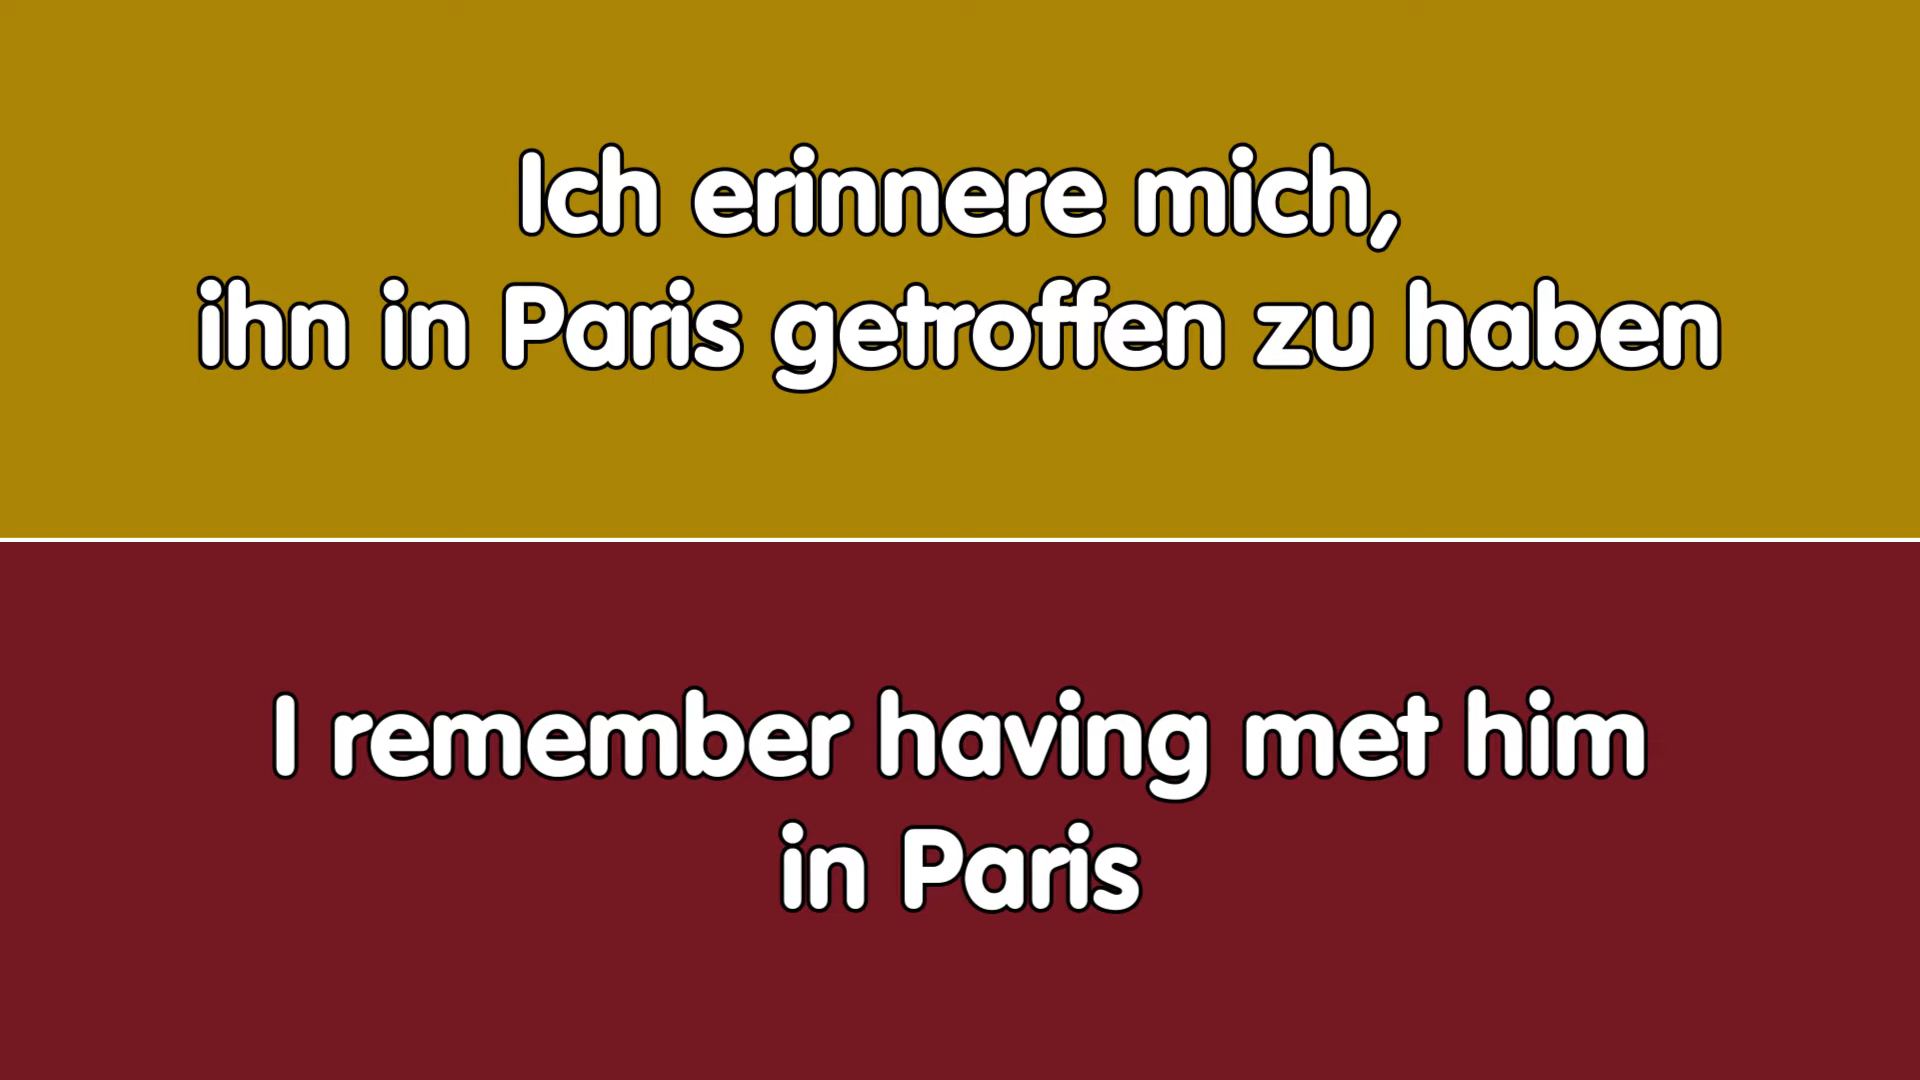 Ich erinnere mich,
ihn in Paris getroffen zu haben
I remember having met him
in Paris